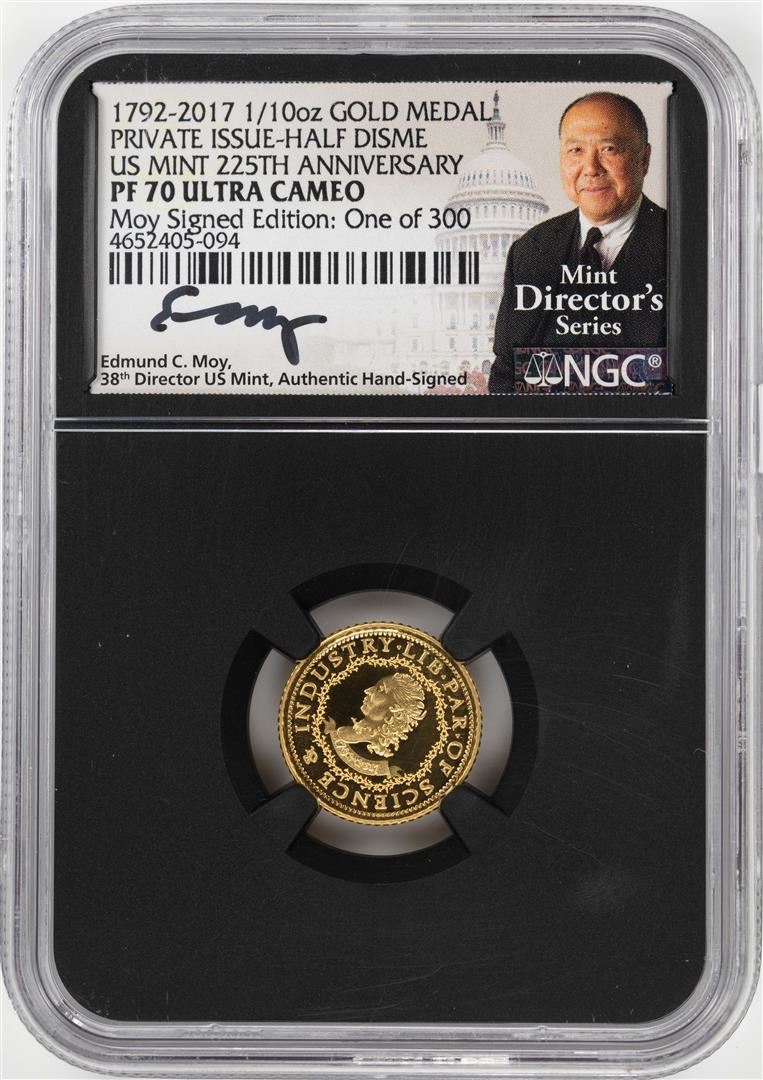 1792-2017 1/10oz GOLD MEDAL
PRIVATE ISSUE-HALF DISME
US MINT 225TH ANNIVERSARY
PF 70 ULTRA CAMEO
Moy Signed Edition: One of 300
4652405-094
Edmund C. Moy,
38th Director US Mint, Authentic Hand-Signed
Mint
Director's
Series
NGC®
LIB·PAR·OF SCIENCE & INDUSTRY·